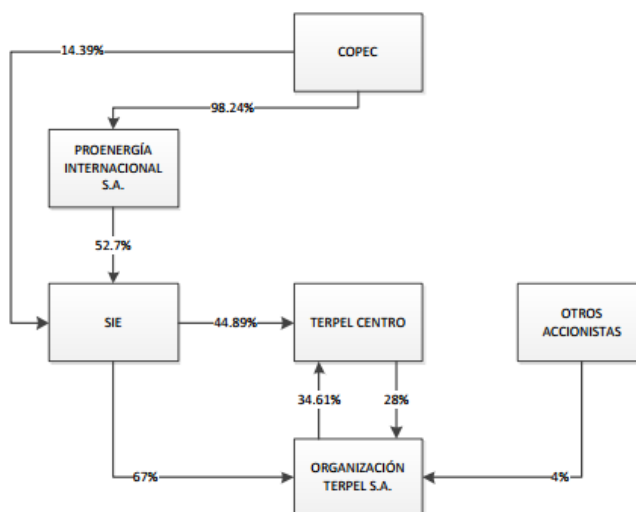 14.39%
COPEC
98.24%
PROENERGÍA
INTERNACIONAL
S.A.
52.7%
SIE
44.89%
TERPEL CENTRO
OTROS
ACCIONISTAS
34.61%
28%
67%
ORGANIZACIÓN
TERPEL S.A.
4%